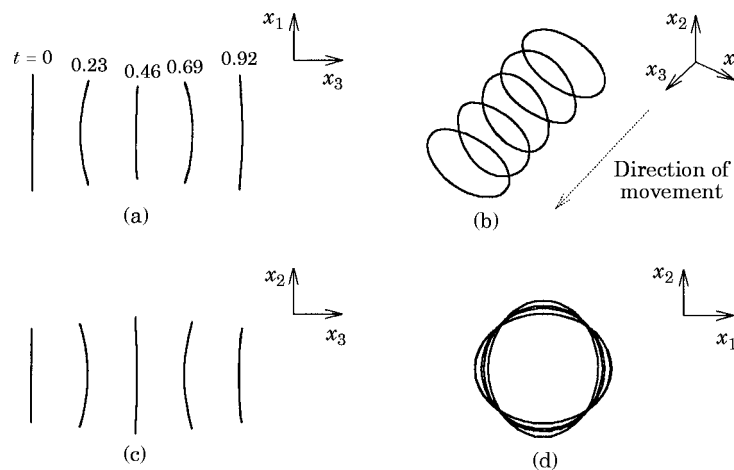 x₁
x₃
t = 0
0.23
0.46
0.69
0.92
(a)
x₂
x₃
x
Direction of
movement
(b)
x₂
x₃
(c)
x₂
x₁
(d)